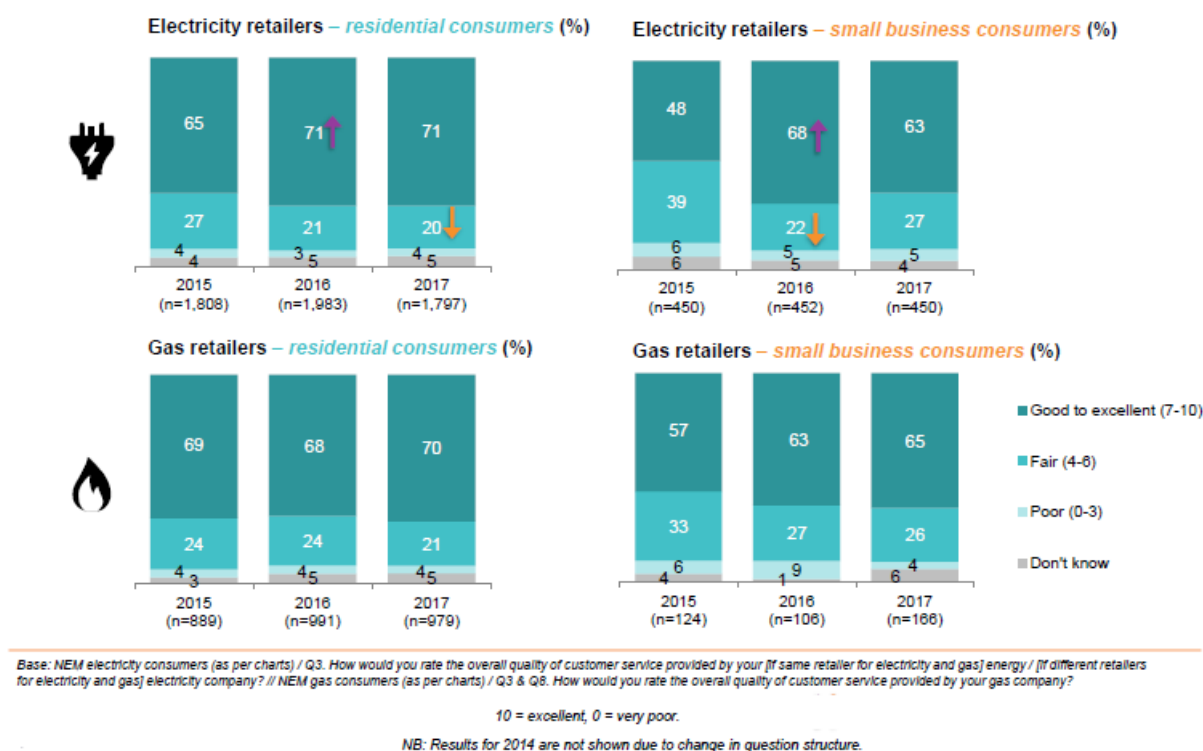 Electricity retailers – residential consumers (%)
65
71
71
27
21
20
4
3
4
4
5
5
2015
2016
2017
(n=1,808)
(n=1,983)
(n=1,797)
Electricity retailers – small business consumers (%)
48
68
63
39
22
27
6
5
5
6
5
4
2015
2016
2017
(n=450)
(n=452)
(n=450)
Gas retailers – residential consumers (%)
69
68
70
24
24
21
4
4
4
3
5
5
2015
2016
2017
(n=889)
(n=991)
(n=979)
Gas retailers – small business consumers (%)
57
63
65
33
27
26
6
9
4
4
1
6
2015
2016
2017
(n=124)
(n=106)
(n=166)
Good to excellent (7-10)
Fair (4-6)
Poor (0-3)
Don't know
Base: NEM electricity consumers (as per charts) / Q3. How would you rate the overall quality of customer service provided by your [if same retailer for electricity and gas] energy / [if different retailers
for electricity and gas] electricity company? // NEM gas consumers (as per charts) / Q3 & Q8. How would you rate the overall quality of customer service provided by your gas company?
10 = excellent, 0 = very poor.
NB: Results for 2014 are not shown due to change in question structure.